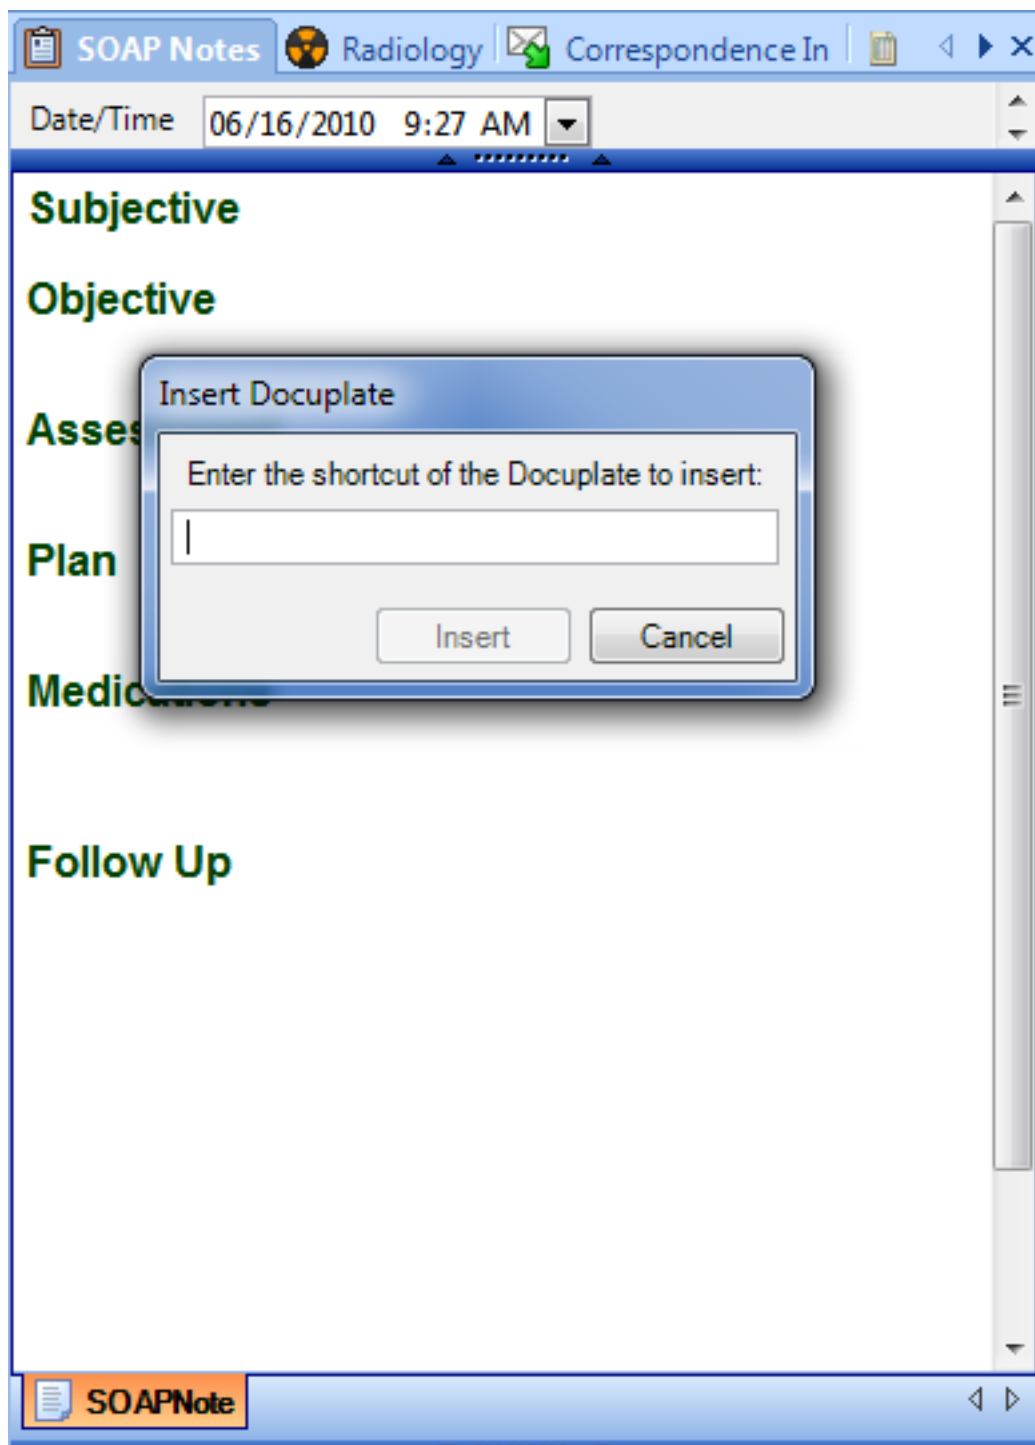 SOAP Notes Radiology Correspondence In
Date/Time 06/16/2010 9:27 AM
Subjective
Objective
Insert Docuplate
Enter the shortcut of the Docuplate to insert:
Plan
Insert Cancel
Follow Up
SOAPNote